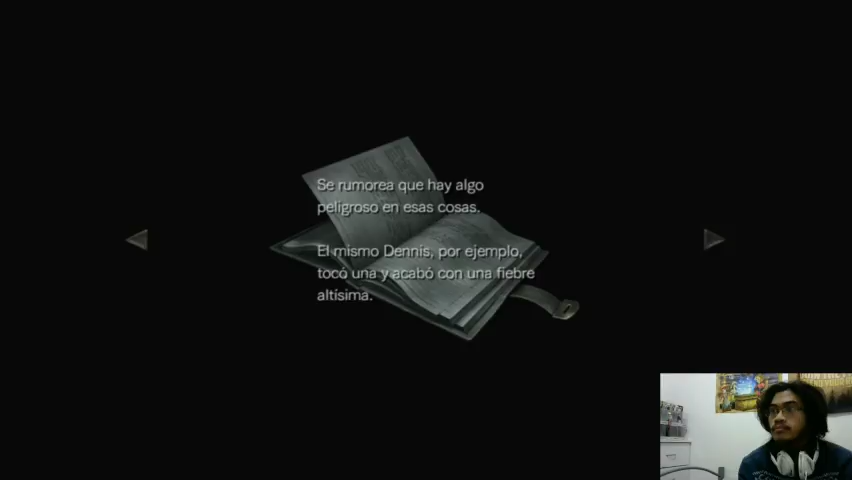 Se rumorea que hay algo
peligroso en esas cosas.
El mismo Dennis, por ejemplo,
tocó una y acabó con una fiebre
altísima.